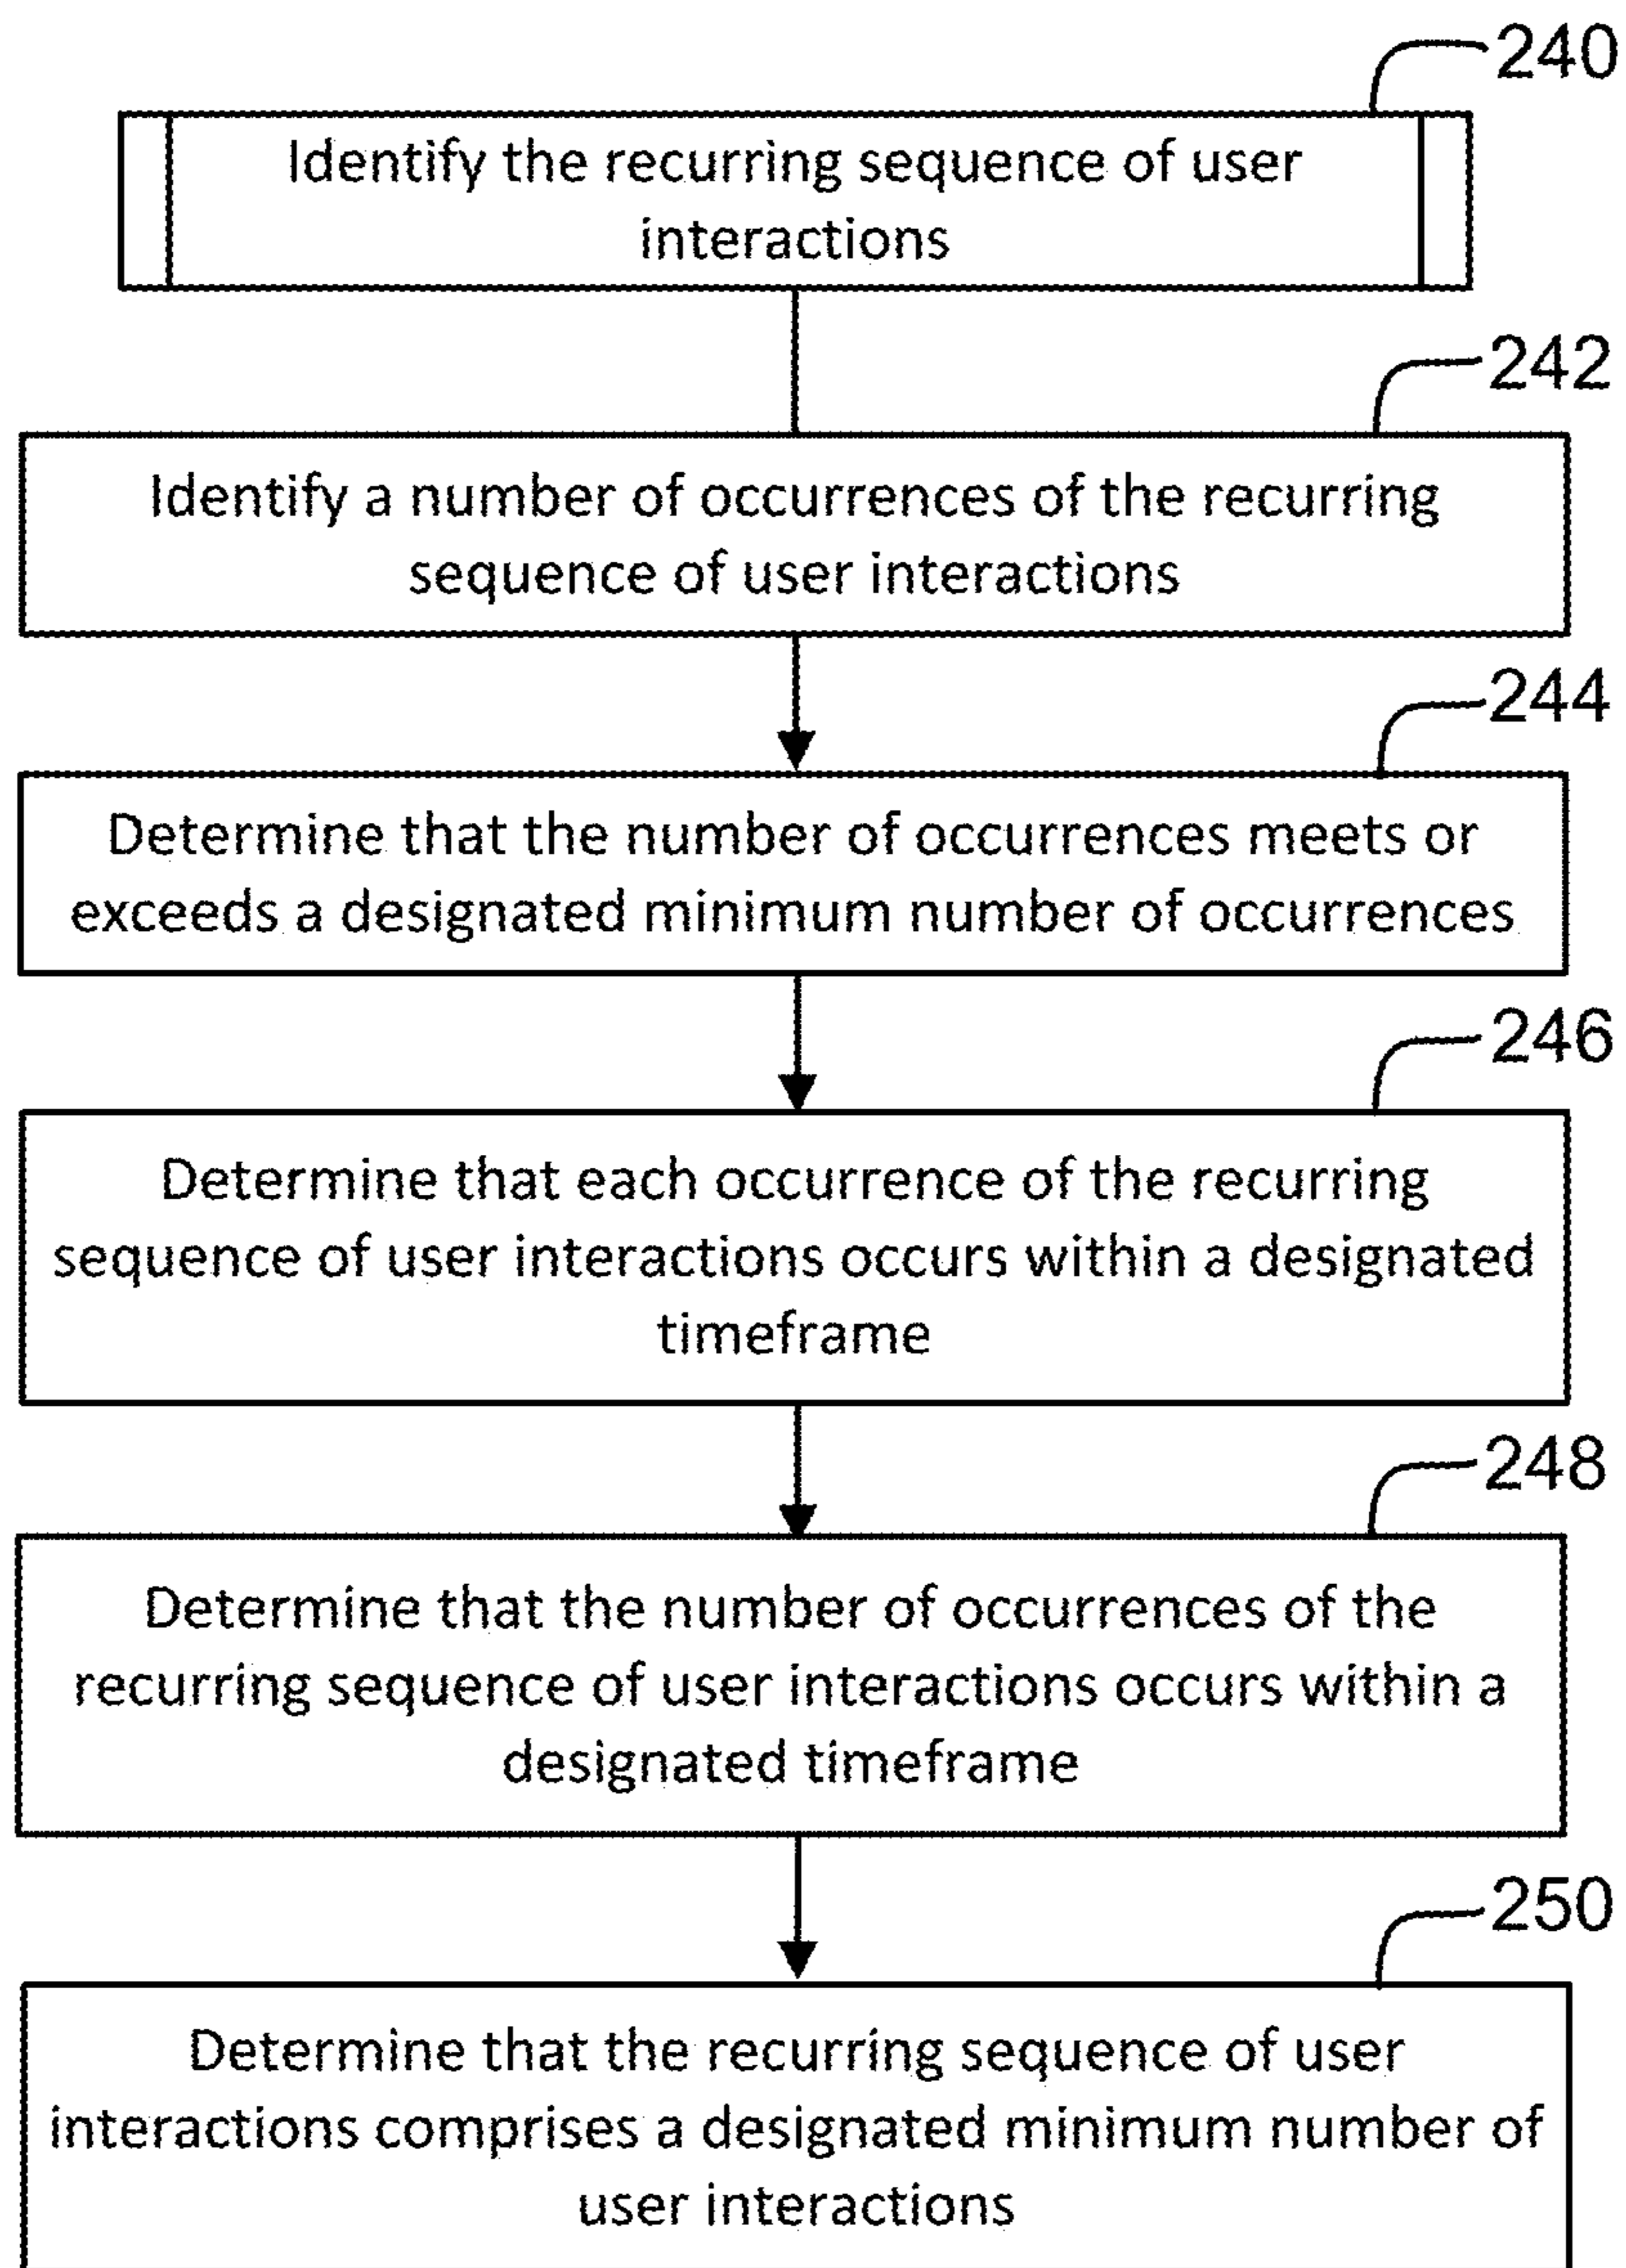 240
Identify the recurring sequence of user
interactions
242
Identify a number of occurrences of the recurring
sequence of user interactions
244
Determine that the number of occurrences meets or
exceeds a designated minimum number of occurrences
246
Determine that each occurrence of the recurring
sequence of user interactions occurs within a designated
timeframe
248
Determine that the number of occurrences of the
recurring sequence of user interactions occurs within a
designated timeframe
250
Determine that the recurring sequence of user
interactions comprises a designated minimum number of
user interactions